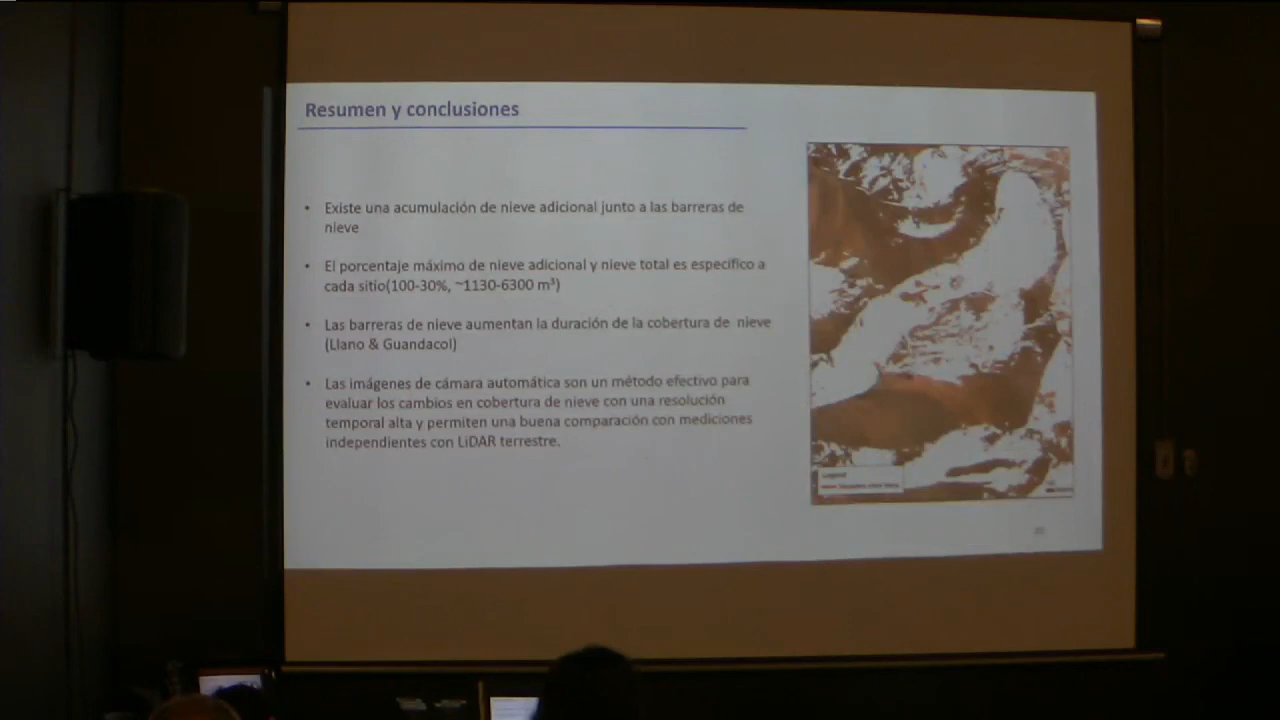 Resumen y conclusiones
• Existe una acumulación de nieve adicional junto a las barreras de
nieve
• El porcentaje máximo de nieve adicional y nieve total es específico a
cada sitio(100-30%, ~1130-6300 m³)
• Las barreras de nieve aumentan la duración de la cobertura de nieve
(Llano & Guandacol)
• Las imágenes de cámara automática son un método efectivo para
evaluar los cambios en cobertura de nieve con una resolución
temporal alta y permiten una buena comparación con mediciones
independientes con LiDAR terrestre.
Legend